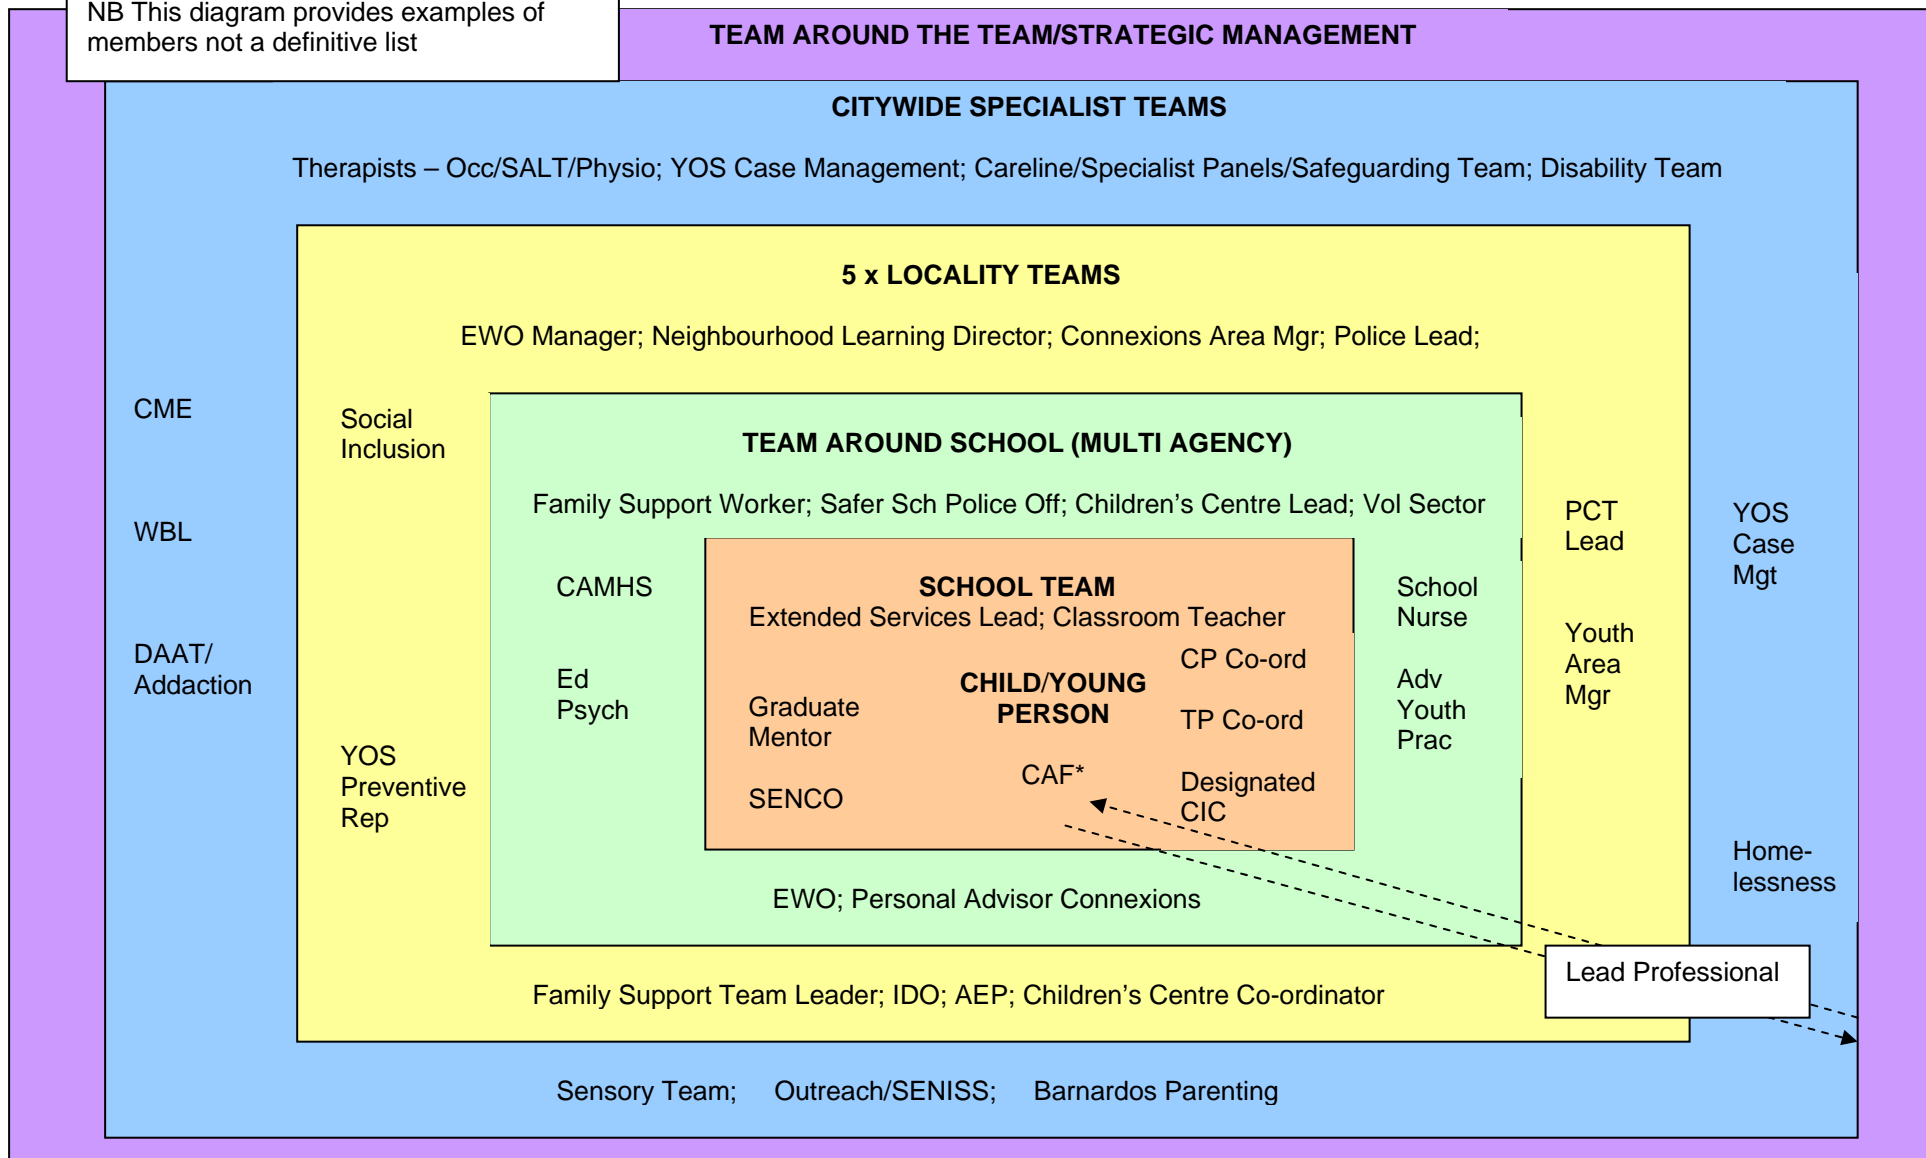 NB This diagram provides examples of
members not a definitive list
TEAM AROUND THE TEAM/STRATEGIC MANAGEMENT
CITYWIDE SPECIALIST TEAMS
Therapists – Occ/SALT/Physio; YOS Case Management; Careline/Specialist Panels/Safeguarding Team; Disability Team
5 x LOCALITY TEAMS
EWO Manager; Neighbourhood Learning Director; Connexions Area Mgr; Police Lead;
CME
WBL
DAAT/
Addaction
Social
Inclusion
YOS
Preventive
Rep
TEAM AROUND SCHOOL (MULTI AGENCY)
Family Support Worker; Safer Sch Police Off; Children’s Centre Lead; Vol Sector
CAMHS
Ed
Psych
SCHOOL TEAM
Extended Services Lead; Classroom Teacher
Graduate
Mentor
SENCO
CHILD/YOUNG
PERSON
CAF*
CP Co-ord
TP Co-ord
Designated
CIC
School
Nurse
Adv
Youth
Prac
PCT
Lead
Youth
Area
Mgr
YOS
Case
Mgt
Home-
lessness
EWO; Personal Advisor Connexions
Lead Professional
Family Support Team Leader; IDO; AEP; Children’s Centre Co-ordinator
Sensory Team; Outreach/SENISS; Barnardos Parenting